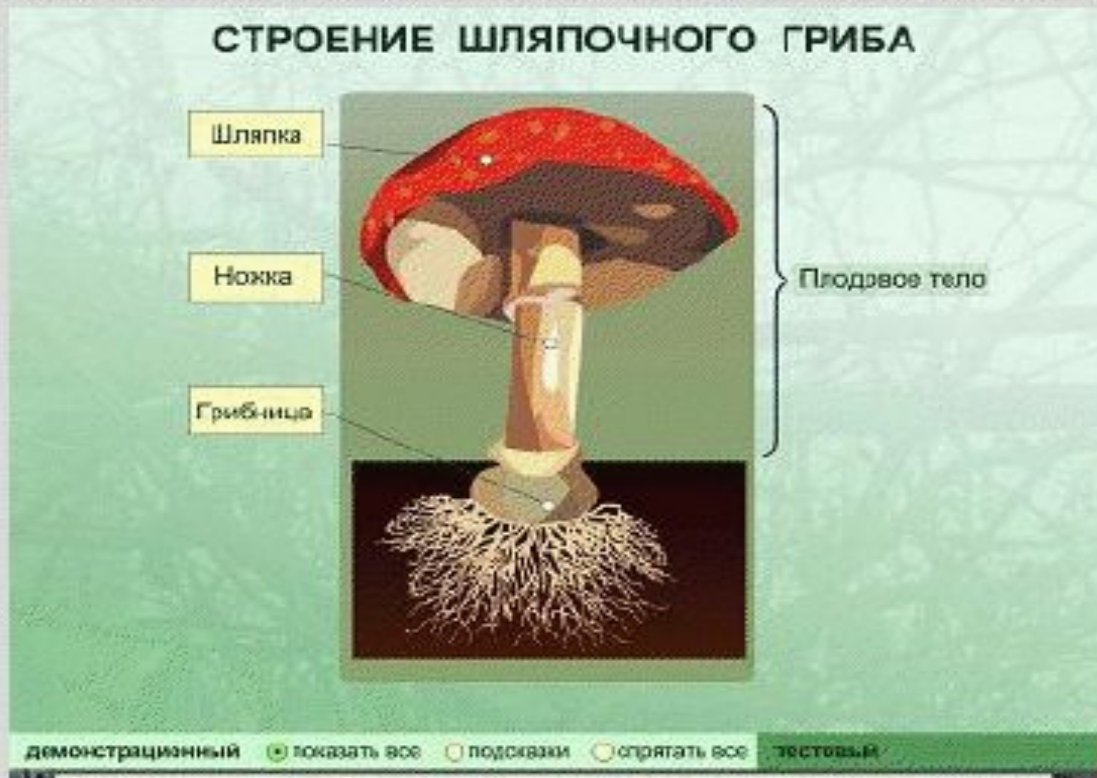 СТРОЕНИЕ ШЛЯПОЧНОГО ГРИБА
Шляпка
Ножка
Плодовое тело
Грибница
демонстрационный показать все подсказки спрятать все тестовый